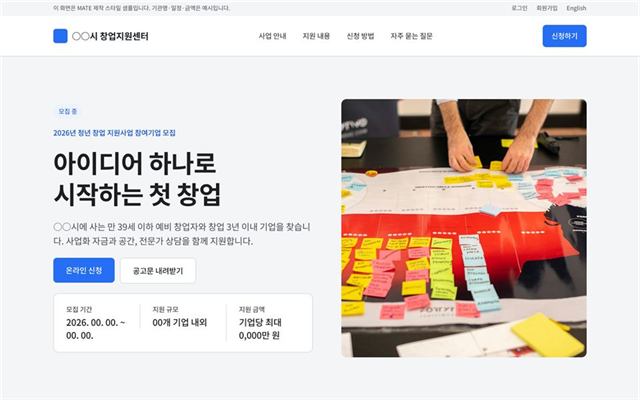 이 화면은 MATE 제작 스타일 샘플입니다. 기관명·일정·금액은 예시입니다.
로그인 회원가입 English
〇〇시 창업지원센터
사업 안내 지원 내용 신청 방법 자주 묻는 질문
신청하기
모집 중
2026년 청년 창업 지원사업 참여기업 모집
아이디어 하나로
시작하는 첫 창업
〇〇시에 사는 만 39세 이하 예비 창업자와 창업 3년 이내 기업을 찾습니
다. 사업화 자금과 공간, 전문가 상담을 함께 지원합니다.
온라인 신청 공고문 내려받기
모집 기간
2026. 00. 00. ~
00. 00.
지원 규모
00개 기업 내외
지원 금액
기업당 최대
0,000만 원